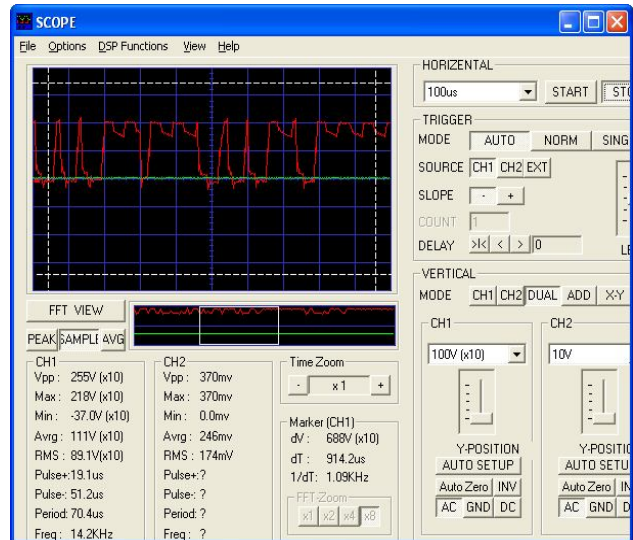 SCOPE
File Options DSP Functions View Help
HORIZENTAL
100us START
TRIGGER
MODE AUTO NORM SING
SOURCE CH1 CH2 EXT
SLOPE - +
COUNT 1
DELAY >|< < > 0
VERTICAL
MODE CH1 CH2 DUAL ADD X-Y
CH1
100V (x10)
Y-POSITION
AUTO SETUP
Auto Zero INV
AC GND DC
CH2
10V
AC GND
FFT VIEW
PEAK SAMPLE AVG
CH1
Vpp : 255V (x10)
Max : 218V (x10)
Min : -37.0V (x10)
Avrg : 111V (x10)
RMS : 89.1V(x10)
Pulse+:19.1us
Pulse-: 51.2us
Period: 70.4us
Freq : 14.2KHz
CH2
Vpp : 370mv
Max : 370mv
Min : 0.0mv
Avrg : 246mv
RMS : 174mV
Pulse+:?
Pulse-: ?
Period: ?
Freq : ?
Time Zoom
- x 1 +
Marker (CH1)
dV : 688V (x10)
dT : 914.2us
1/dT: 1.09KHz
FFT-Zoom
x1 x2 x4 x8